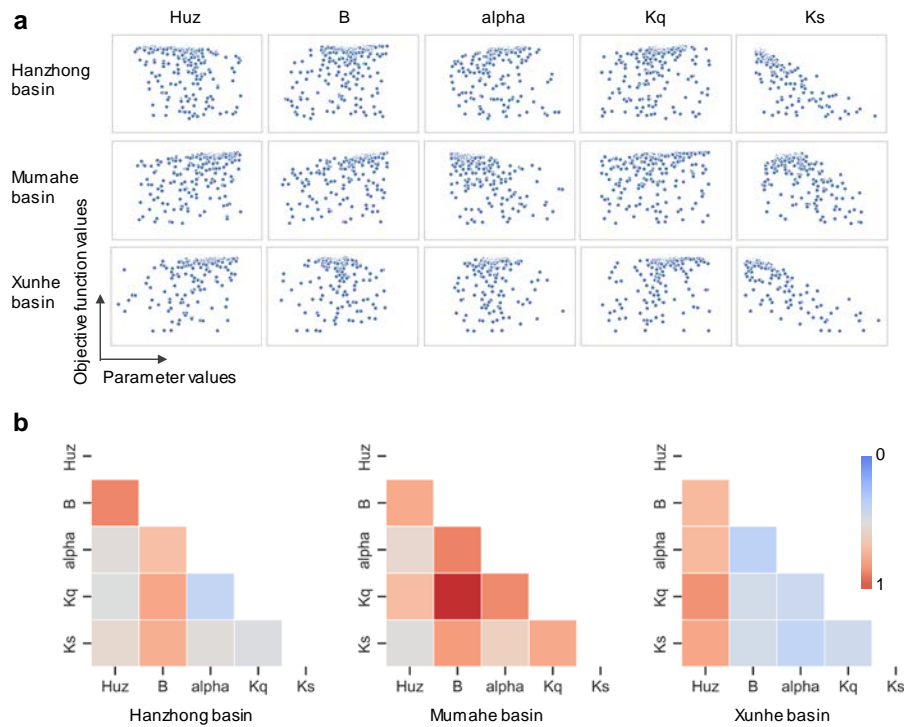 a
Huz B alpha Kq Ks
Hanzhong
basin
Mumahe
basin
Xunhe
basin
Objective function values
Parameter values
b
Huz
B
alpha
Kq
Ks
Huz B alpha Kq Ks
Hanzhong basin
Huz
B
alpha
Kq
Ks
Huz B alpha Kq Ks
Mumahe basin
Huz
B
alpha
Kq
Ks
Huz B alpha Kq Ks
Xunhe basin
0
1